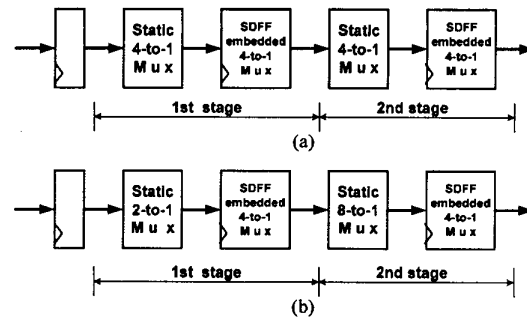 Static
4-to-1
Mux
SDFF
embedded
4-to-1
Mux
Static
4-to-1
Mux
SDFF
embedded
4-to-1
Mux
1st stage
2nd stage
(a)
Static
2-to-1
Mux
SDFF
embedded
4-to-1
Mux
Static
8-to-1
Mux
SDFF
embedded
4-to-1
Mux
1st stage
2nd stage
(b)